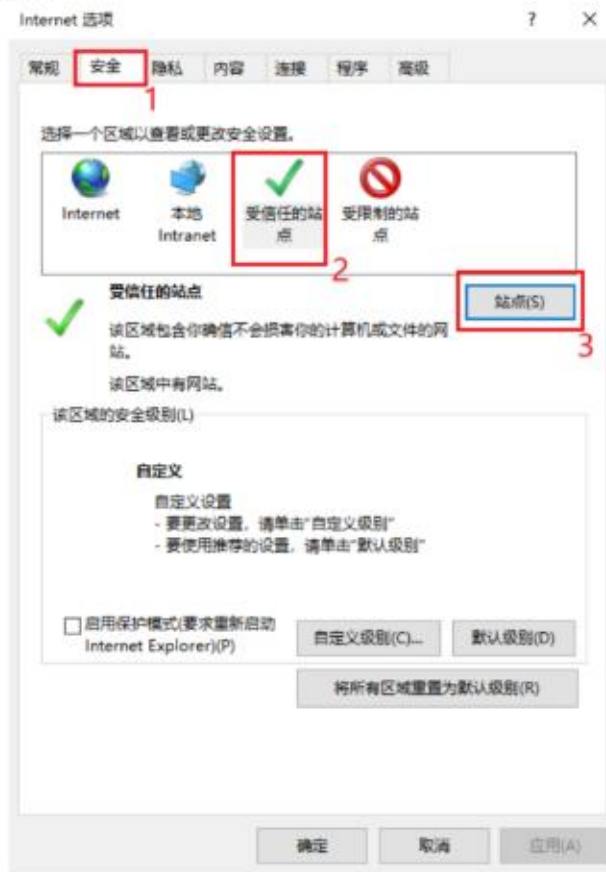 Internet 选项
? ×
常规 安全 隐私 内容 连接 程序 高级
1
选择一个区域以查看或更改安全设置。
Internet 本地 受信任的站 受限制的站
Intranet 点 点
2
受信任的站点
站点(S)
3
该区域包含你确信不会损害你的计算机或文件的网
站。
该区域中有网站。
该区域的安全级别(L)
自定义
自定义设置
- 要更改设置，请单击"自定义级别"
- 要使用推荐的设置，请单击"默认级别"
启用保护模式(要求重新启动
Internet Explorer)(P)
自定义级别(C)... 默认级别(D)
将所有区域重置为默认级别(R)
确定 取消 应用(A)